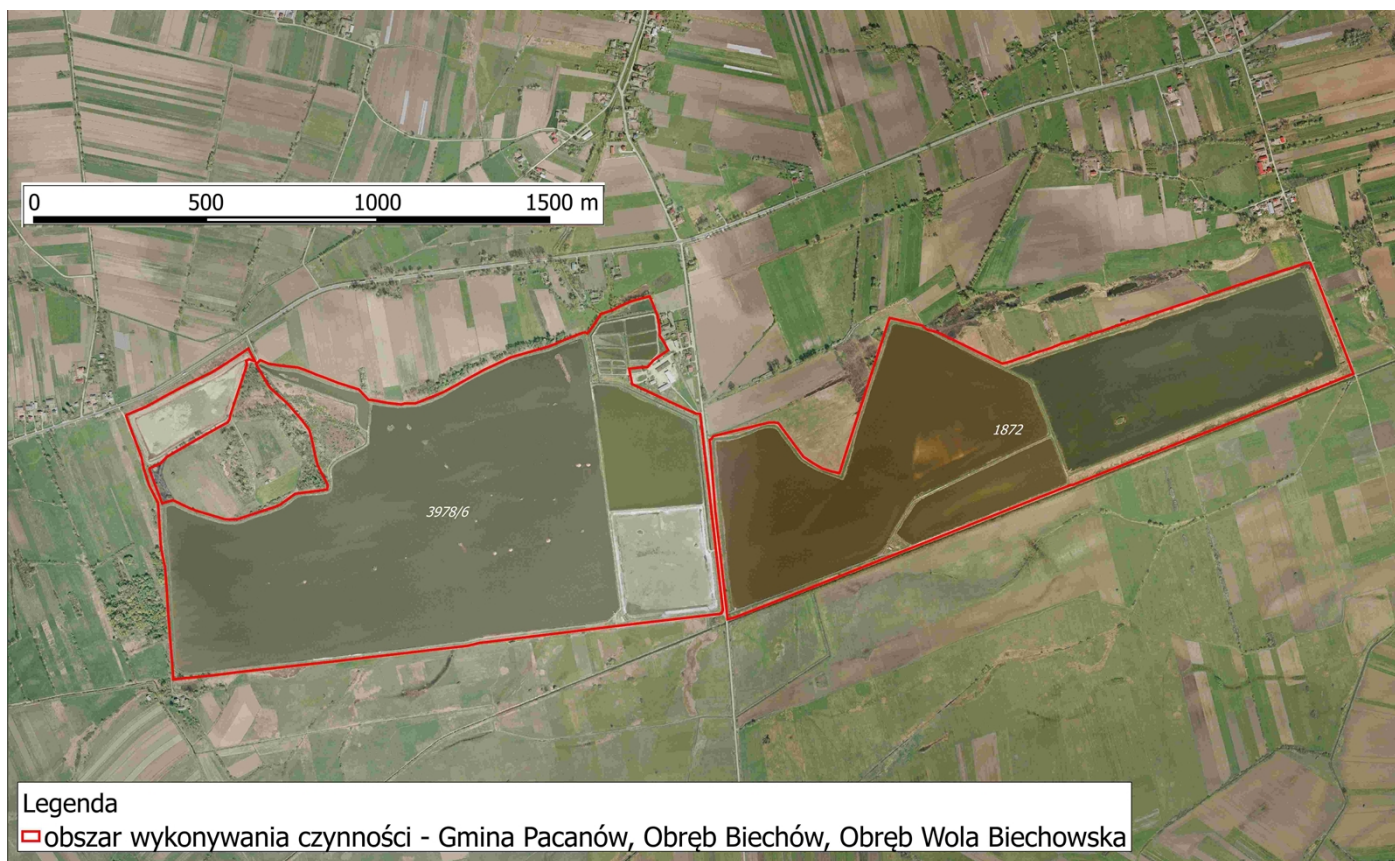 0 500 1000 1500 m
3978/6
1872
Legenda
obszar wykonywania czynności - Gmina Pacanów, Obręb Biechów, Obręb Wola Biechowska